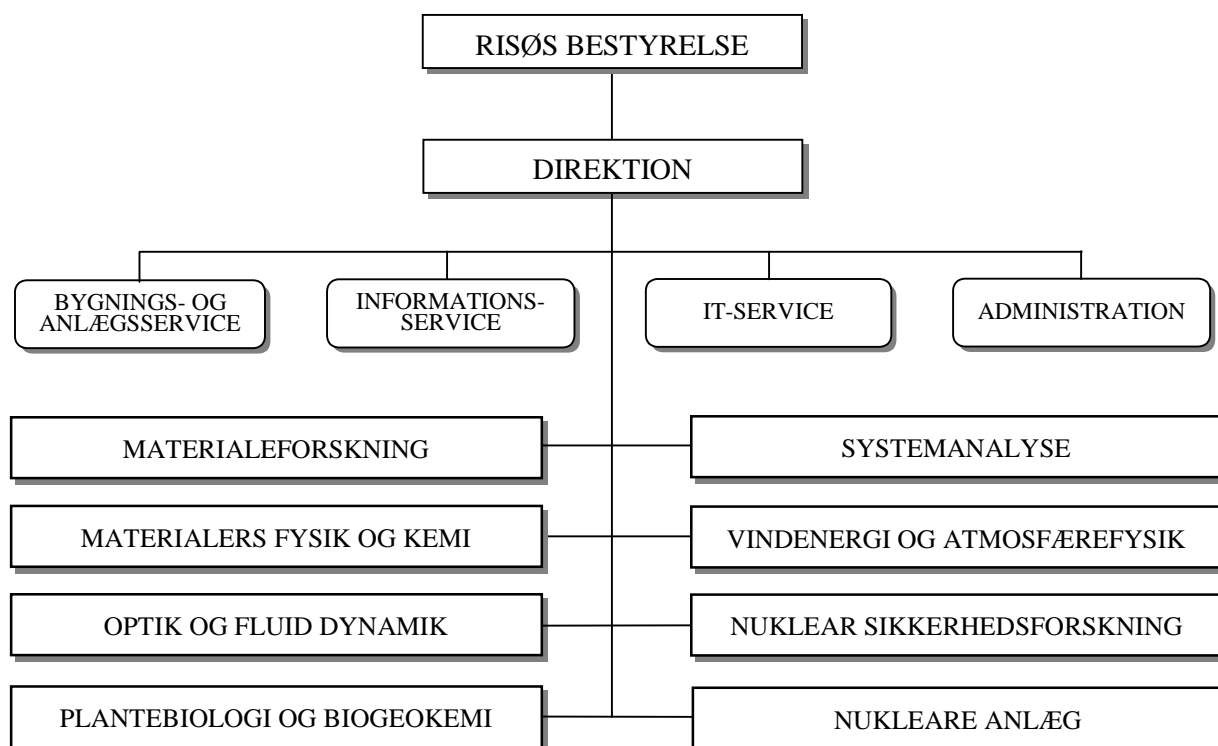 RISØS BESTYRELSE
DIREKTION
BYGNINGS- OG
ANLÆGSSERVICE
INFORMATIONS-
SERVICE
IT-SERVICE
ADMINISTRATION
MATERIALEFORSKNING
SYSTEMANALYSE
MATERIALERS FYSIK OG KEMI
VINDENERGI OG ATMOSFÆREFYSIK
OPTIK OG FLUID DYNAMIK
NUKLEAR SIKKERHEDSFORSKNING
PLANTEBIOLOGI OG BIOGEOKEMI
NUKLEARE ANLÆG